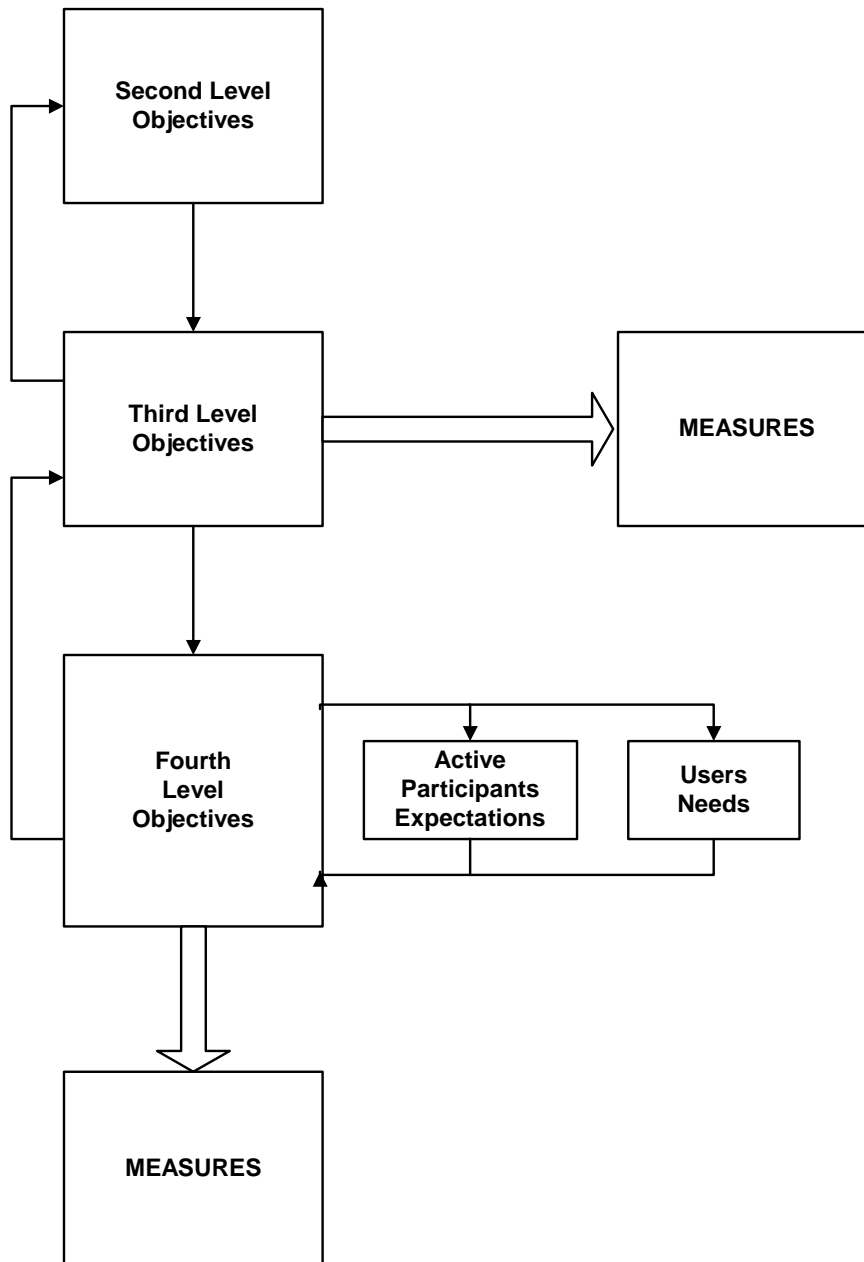 Second Level
Objectives
Third Level
Objectives
MEASURES
Fourth
Level
Objectives
Active
Participants
Expectations
Users
Needs
MEASURES